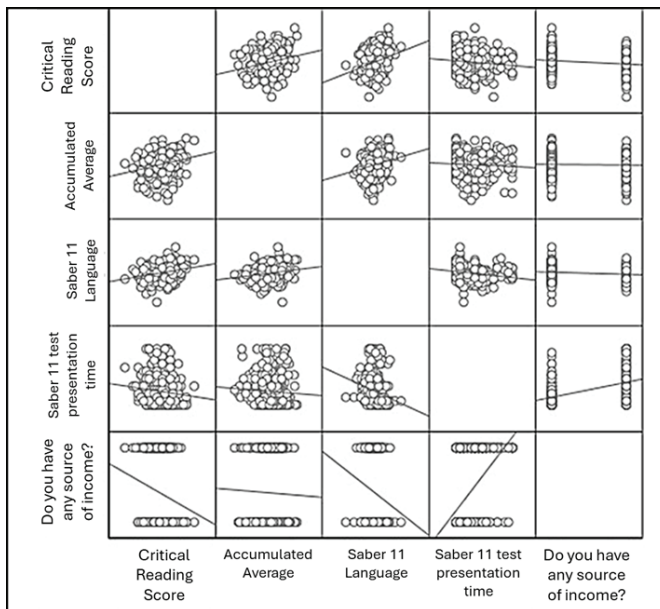 Critical
Reading
Score
Accumulated
Average
Saber 11
Language
Saber 11 test
presentation
time
Do you have
any source
of income?
Critical
Reading
Score
Accumulated
Average
Saber 11
Language
Saber 11 test
presentation
time
Do you have
any source
of income?